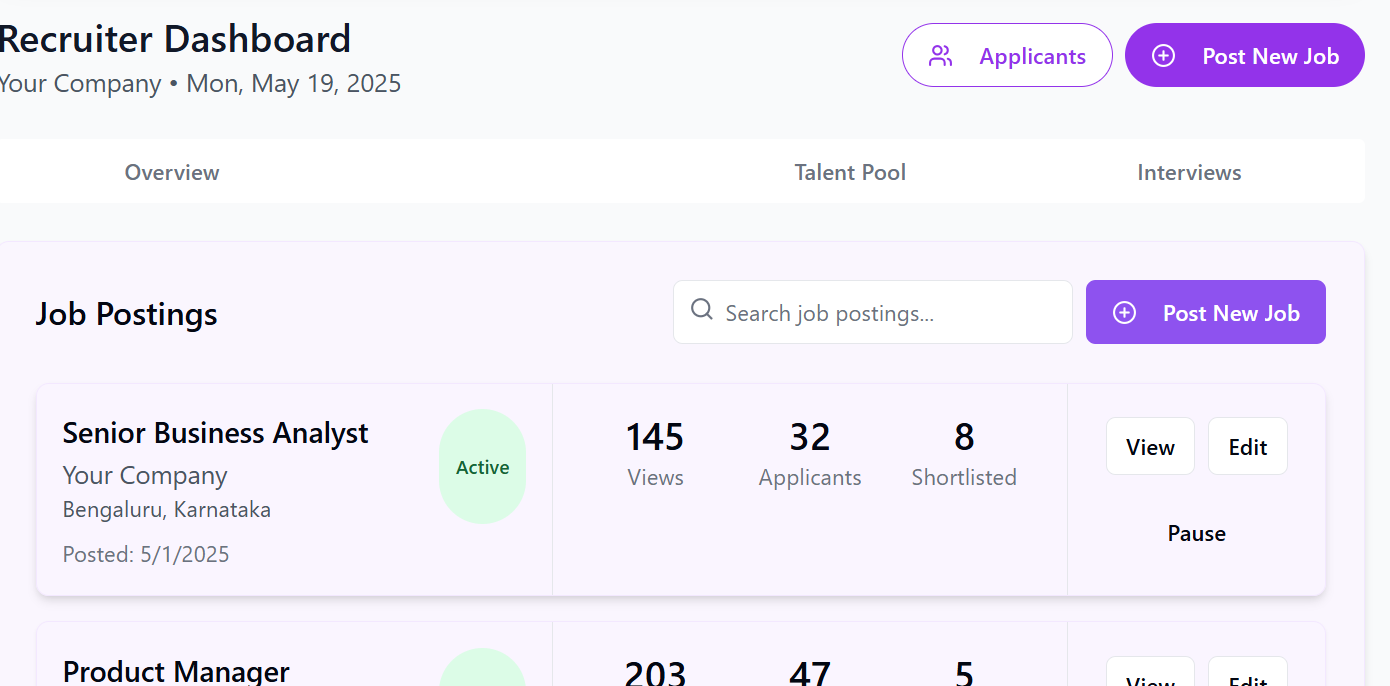 Recruiter Dashboard
Your Company • Mon, May 19, 2025
Applicants
Post New Job
Overview
Talent Pool
Interviews
Job Postings
Search job postings...
Post New Job
Senior Business Analyst
Your Company
Bengaluru, Karnataka
Posted: 5/1/2025
Active
145
Views
32
Applicants
8
Shortlisted
View
Edit
Pause
Product Manager
203
47
5
View
Edit